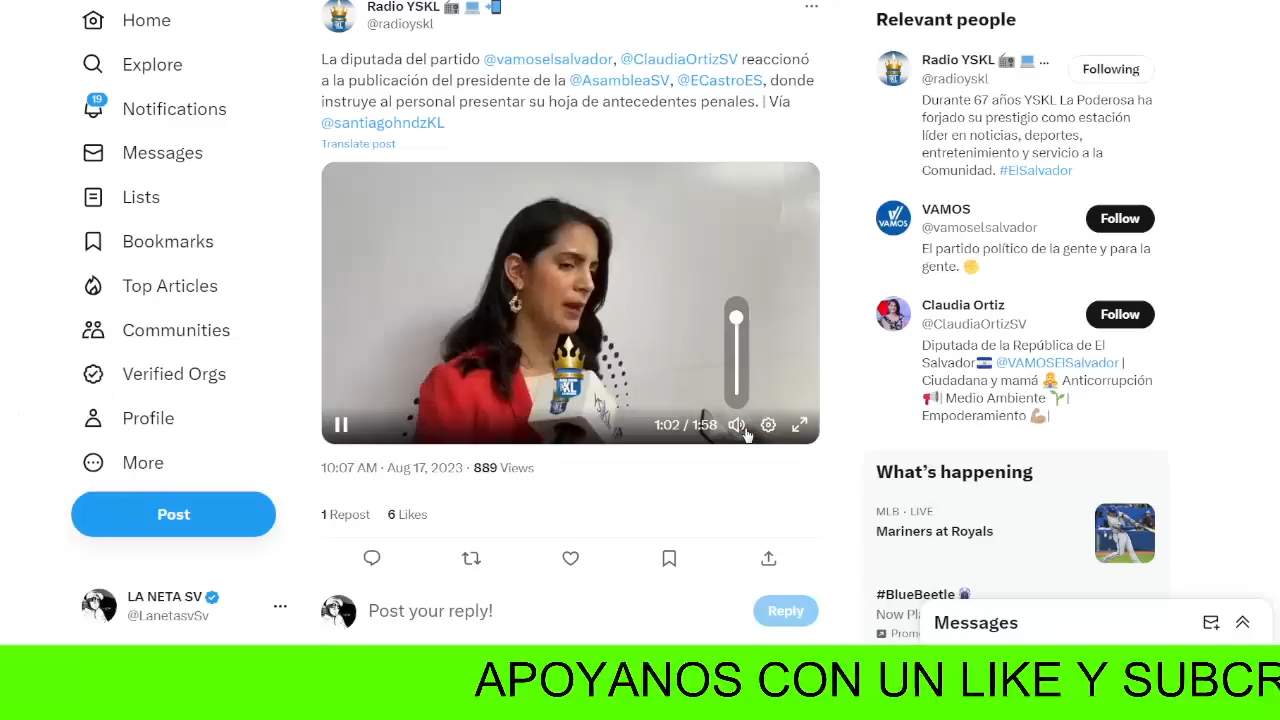 Home
Explore
19
Notifications
Messages
Lists
Bookmarks
Top Articles
Communities
Verified Orgs
Profile
More
Post
LA NETA SV
@LanetasvSv
Radio YSKL
@radioyskl
La diputada del partido @vamoselsalvador, @ClaudiaOrtizSV reaccionó
a la publicación del presidente de la @AsambleaSV, @ECastroES, donde
instruye al personal presentar su hoja de antecedentes penales. | Vía
@santiagohndzKL
Translate post
KL
YSKL
1:02 / 1:58
10:07 AM · Aug 17, 2023 · 889 Views
1 Repost 6 Likes
Post your reply!
Reply
Relevant people
Radio YSKL ...
@radioyskl
Following
Durante 67 años YSKL La Poderosa ha
forjado su prestigio como estación
líder en noticias, deportes,
entretenimiento y servicio a la
Comunidad. #ElSalvador
VAMOS
VAMOS
@vamoselsalvador
Follow
El partido político de la gente y para la
gente.
Claudia Ortiz
@ClaudiaOrtizSV
Follow
Diputada de la República de El
Salvador @VAMOSElSalvador |
Ciudadana y mamá Anticorrupción
| Medio Ambiente |
Empoderamiento |
What's happening
MLB · LIVE
Mariners at Royals
#BlueBeetle
Now Pl
Promo
Messages
APOYANOS CON UN LIKE Y SUBCR